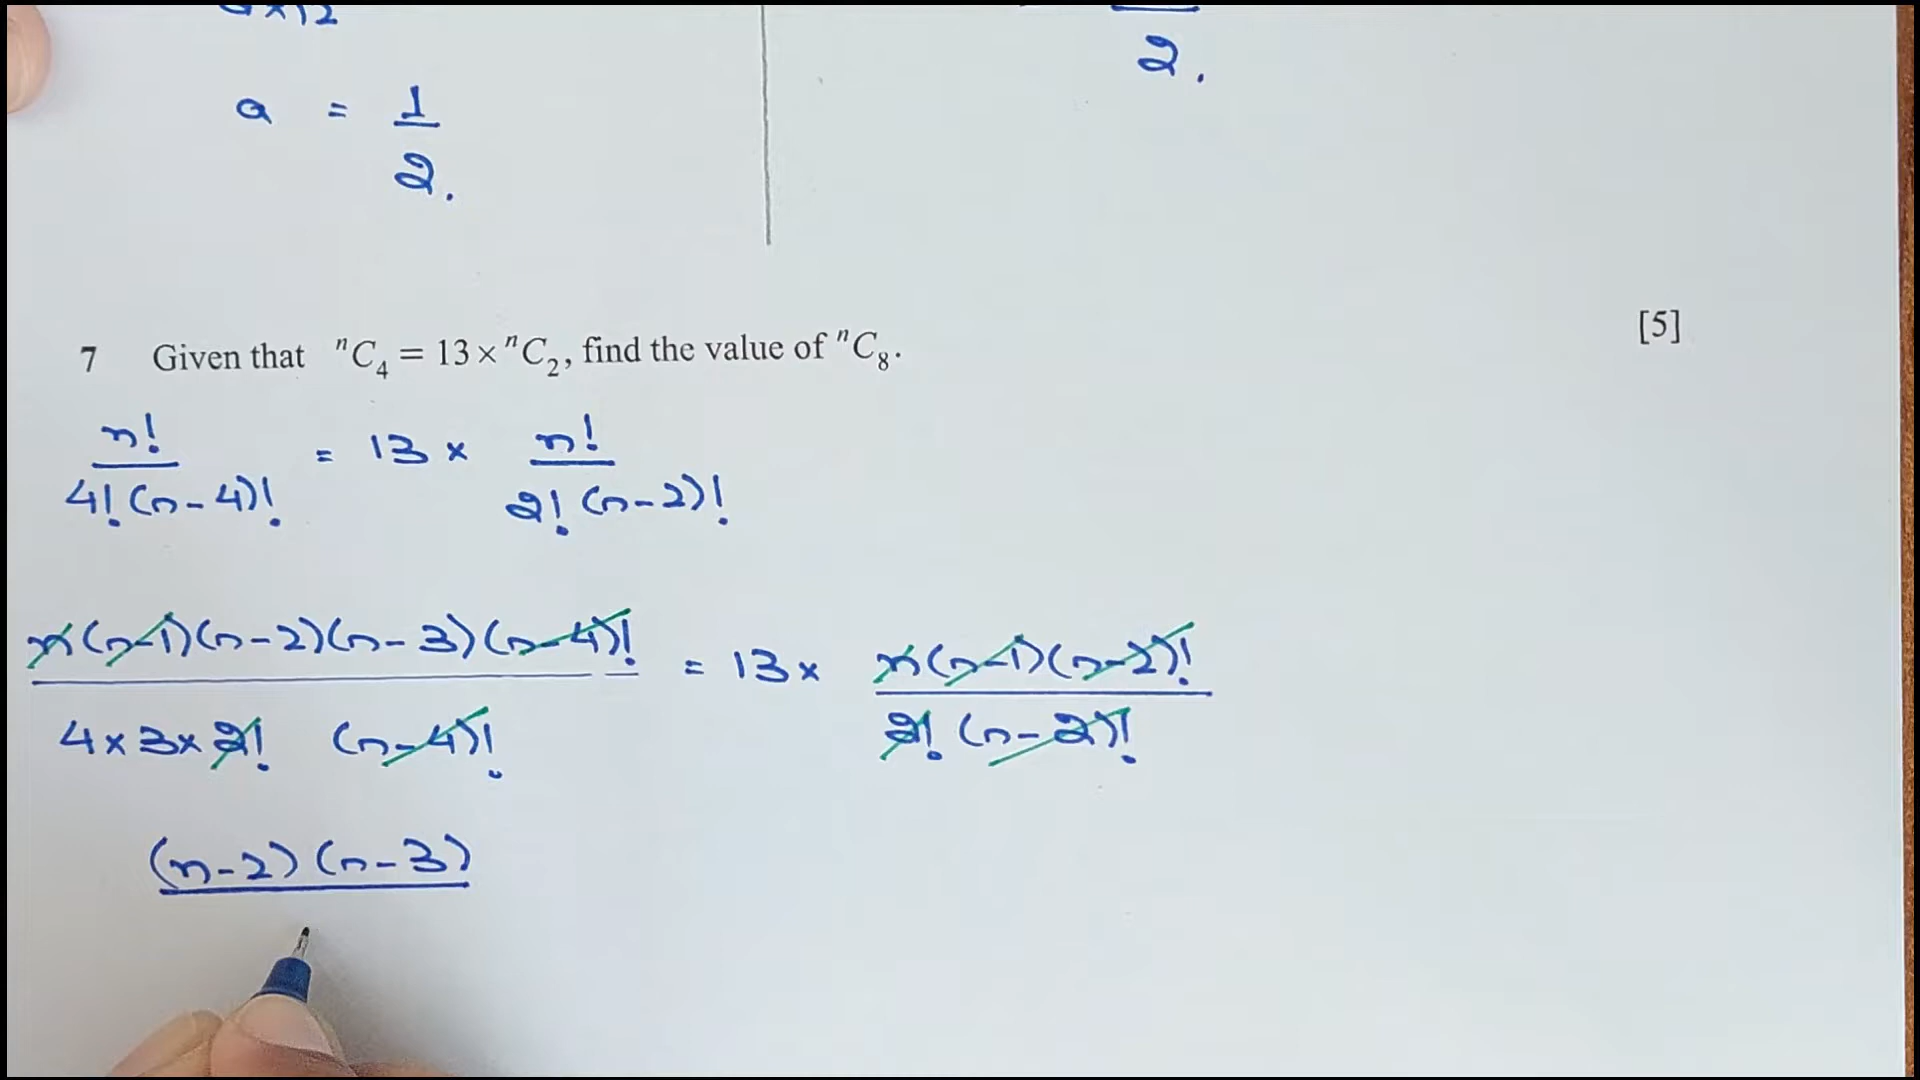 ×12
2.
a = 1/2.
[5]
7 Given that ⁿC₄ = 13 × ⁿC₂, find the value of ⁿC₈.
n!/4!(n-4)! = 13 × n!/2!(n-2)!
n(n-1)(n-2)(n-3)(n-4)!/4×3×2! (n-4)! = 13 × n(n-1)(n-2)!/2!(n-2)!
(n-2)(n-3)